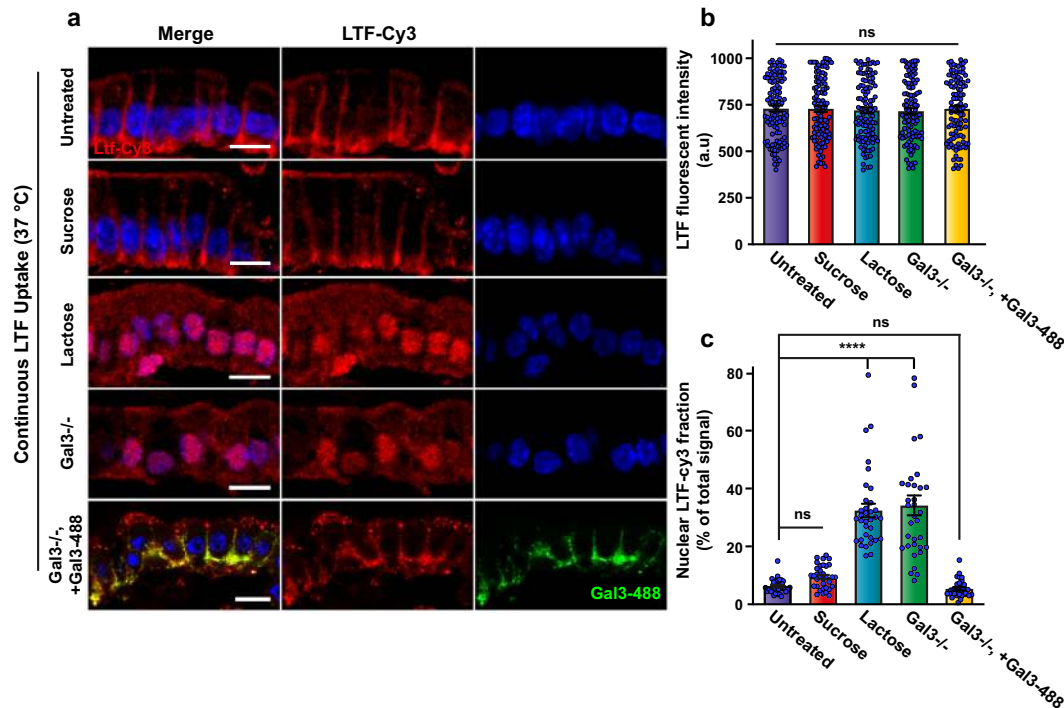 a
Merge
LTF-Cy3
Continuous LTF Uptake (37 °C)
Untreated
Ltf-Cy3
Sucrose
Lactose
Gal3-/-
Gal3-/-,
+Gal3-488
Gal3-488
b
ns
LTF fluorescent intensity
(a.u)
1000
750
500
250
0
Untreated
Sucrose
Lactose
Gal3-/-
Gal3-/-, +Gal3-488
c
ns
****
ns
Nuclear LTF-cy3 fraction
(% of total signal)
80
60
40
20
0
Untreated
Sucrose
Lactose
Gal3-/-
Gal3-/-, +Gal3-488